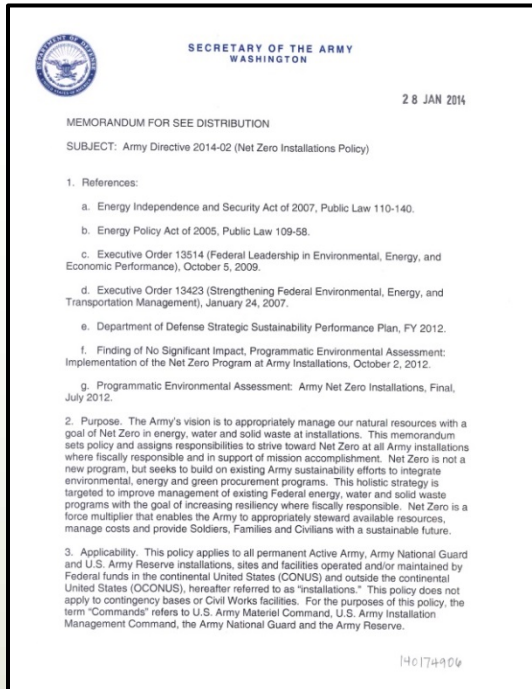 SECRETARY OF THE ARMY
WASHINGTON
28 JAN 2014
MEMORANDUM FOR SEE DISTRIBUTION
SUBJECT: Army Directive 2014-02 (Net Zero Installations Policy)
1. References:
a. Energy Independence and Security Act of 2007, Public Law 110-140.
b. Energy Policy Act of 2005, Public Law 109-58.
c. Executive Order 13514 (Federal Leadership in Environmental, Energy, and
Economic Performance), October 5, 2009.
d. Executive Order 13423 (Strengthening Federal Environmental, Energy, and
Transportation Management), January 24, 2007.
e. Department of Defense Strategic Sustainability Performance Plan, FY 2012.
f. Finding of No Significant Impact, Programmatic Environmental Assessment:
Implementation of the Net Zero Program at Army Installations, October 2, 2012.
g. Programmatic Environmental Assessment: Army Net Zero Installations, Final,
July 2012.
2. Purpose. The Army's vision is to appropriately manage our natural resources with a
goal of Net Zero in energy, water and solid waste at installations. This memorandum
sets policy and assigns responsibilities to strive toward Net Zero at all Army installations
where fiscally responsible and in support of mission accomplishment. Net Zero is not a
new program, but seeks to build on existing Army sustainability efforts to integrate
environmental, energy and green procurement programs. This holistic strategy is
targeted to improve management of existing Federal energy, water and solid waste
programs with the goal of increasing resiliency where fiscally responsible. Net Zero is a
force multiplier that enables the Army to appropriately steward available resources,
manage costs and provide Soldiers, Families and Civilians with a sustainable future.
3. Applicability. This policy applies to all permanent Active Army, Army National Guard
and U.S. Army Reserve installations, sites and facilities operated and/or maintained by
Federal funds in the continental United States (CONUS) and outside the continental
United States (OCONUS), hereafter referred to as "installations." This policy does not
apply to contingency bases or Civil Works facilities. For the purposes of this policy, the
term "Commands" refers to U.S. Army Materiel Command, U.S. Army Installation
Management Command, the Army National Guard and the Army Reserve.
140174906